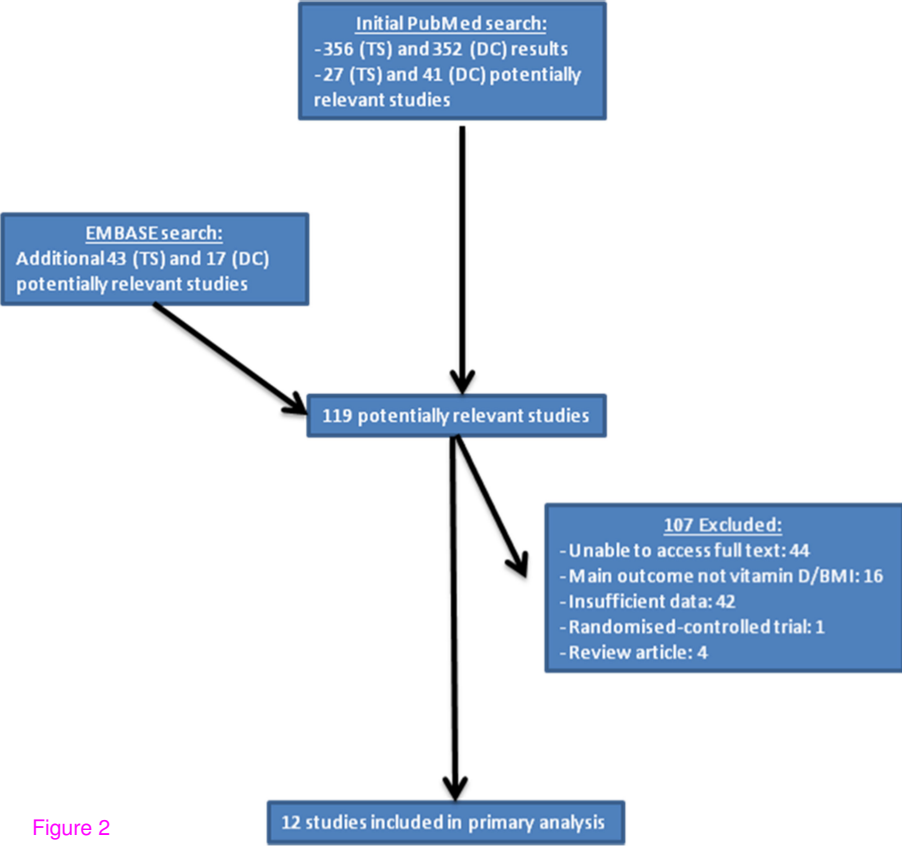 Initial PubMed search:
-356 (TS) and 352 (DC) results
-27 (TS) and 41 (DC) potentially
relevant studies
EMBASE search:
Additional 43 (TS) and 17 (DC)
potentially relevant studies
119 potentially relevant studies
107 Excluded:
-Unable to access full text: 44
-Main outcome not vitamin D/BMI: 16
-Insufficient data: 42
-Randomised-controlled trial: 1
-Review article: 4
12 studies included in primary analysis
Figure 2